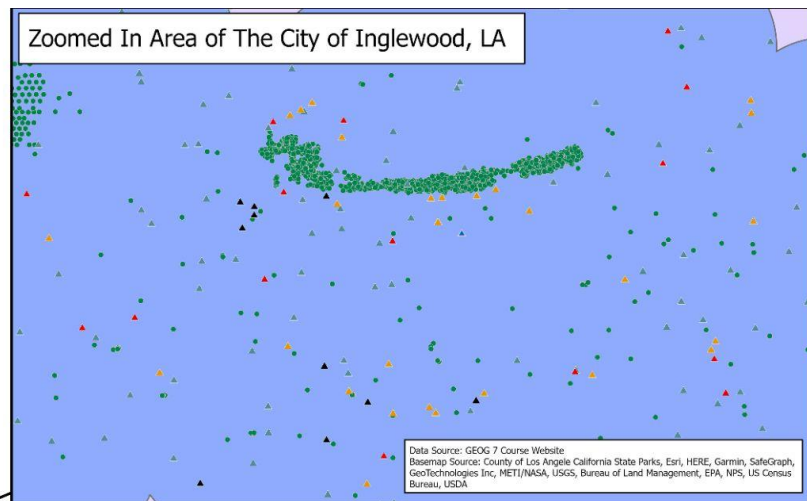 Zoomed In Area of The City of Inglewood, LA
Data Source: GEOG 7 Course Website
Basemap Source: County of Los Angele California State Parks, Esri, HERE, Garmin, SafeGraph,
GeoTechnologies Inc, METI/NASA, USGS, Bureau of Land Management, EPA, NPS, US Census
Bureau, USDA